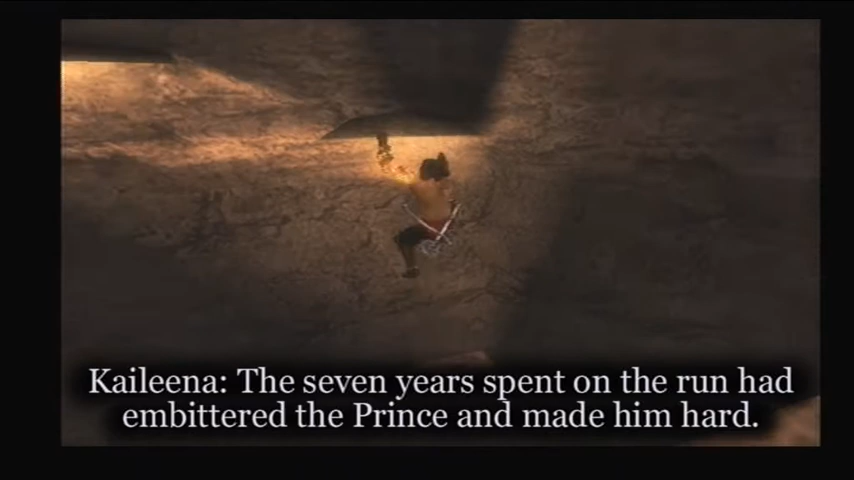 Kaileena: The seven years spent on the run had
embittered the Prince and made him hard.